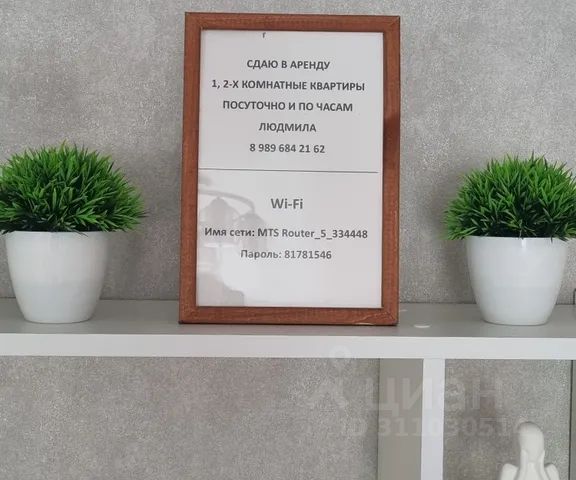 СДАЮ В АРЕНДУ
1, 2-Х КОМНАТНЫЕ КВАРТИРЫ
ПОСУТОЧНО И ПО ЧАСАМ
ЛЮДМИЛА
8 989 684 21 62
Wi-Fi
Имя сети: MTS Router_5_334448
Пароль: 81781546
циан